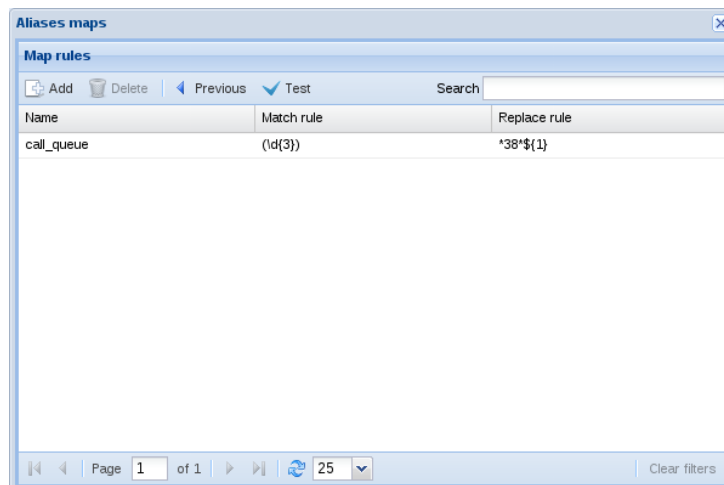 Aliases maps
Map rules
Add Delete Previous Test Search
Name Match rule Replace rule
call_queue (\d{3}) *38*${1}
Page 1 of 1 25 Clear filters